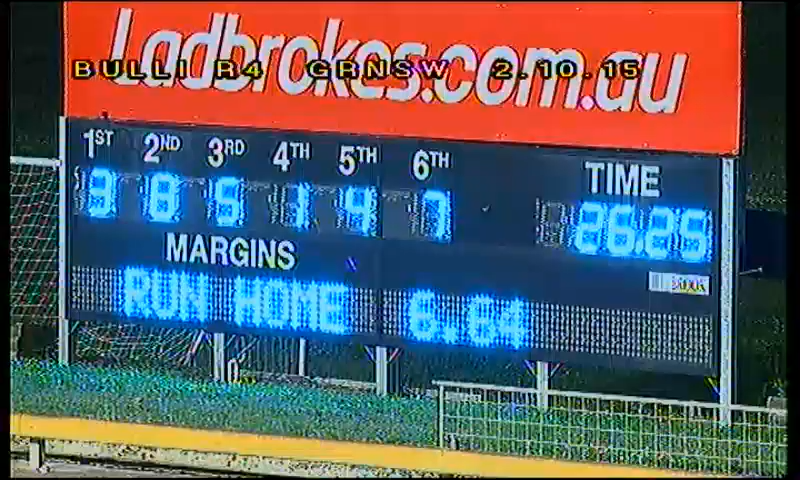 Ladbrokes.com.au
BULLI R4 GRNSW 2.10.15
1ST 2ND 3RD 4TH 5TH 6TH TIME
3 8 5 1 4 7 26.25
MARGINS
RUN HOME 6.64